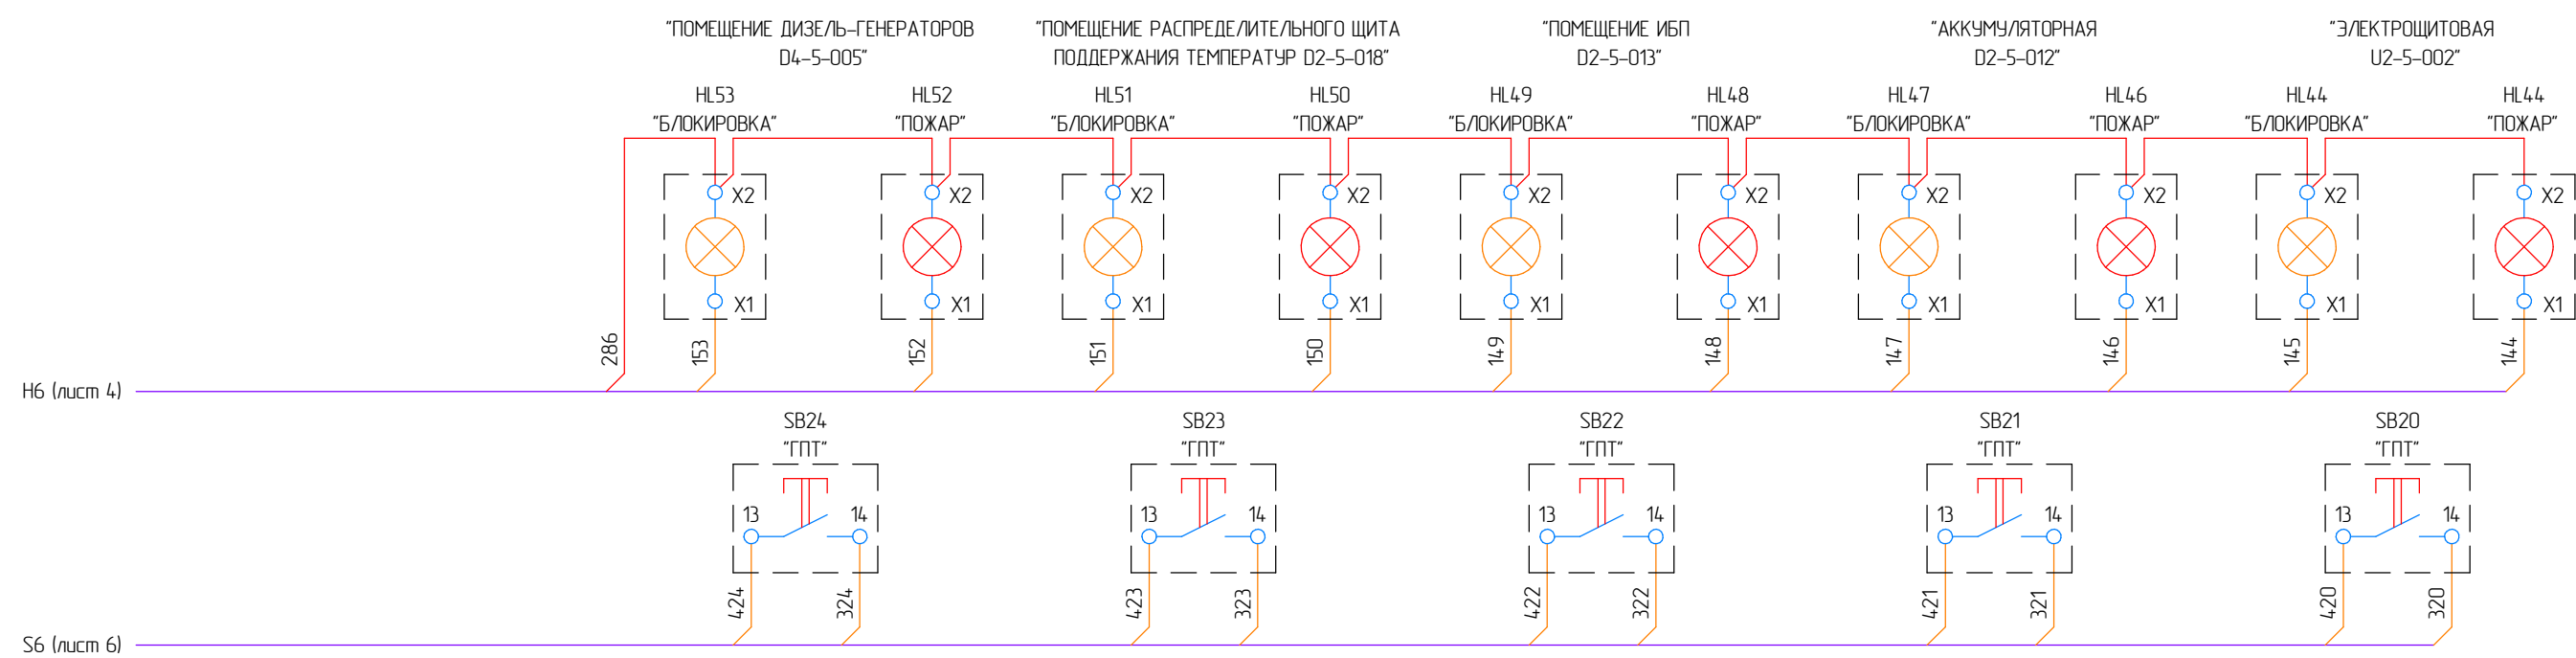 "ПОМЕЩЕНИЕ ДИЗЕЛЬ-ГЕНЕРАТОРОВ
D4-5-005"
"ПОМЕЩЕНИЕ РАСПРЕДЕЛИТЕЛЬНОГО ЩИТА
ПОДДЕРЖАНИЯ ТЕМПЕРАТУР D2-5-018"
"ПОМЕЩЕНИЕ ИБП
D2-5-013"
"АККУМУЛЯТОРНАЯ
D2-5-012"
"ЭЛЕКТРОЩИТОВАЯ
U2-5-002"
HL53
"БЛОКИРОВКА"
HL52
"ПОЖАР"
HL51
"БЛОКИРОВКА"
HL50
"ПОЖАР"
HL49
"БЛОКИРОВКА"
HL48
"ПОЖАР"
HL47
"БЛОКИРОВКА"
HL46
"ПОЖАР"
HL44
"БЛОКИРОВКА"
HL44
"ПОЖАР"
X2
X2
X2
X2
X2
X2
X2
X2
X2
X2
X1
X1
X1
X1
X1
X1
X1
X1
X1
X1
286
153
152
151
150
149
148
147
146
145
144
Н6 (лист 4)
SB24
"ГПТ"
SB23
"ГПТ"
SB22
"ГПТ"
SB21
"ГПТ"
SB20
"ГПТ"
13
14
13
14
13
14
13
14
13
14
424
324
423
323
422
322
421
321
420
320
S6 (лист 6)